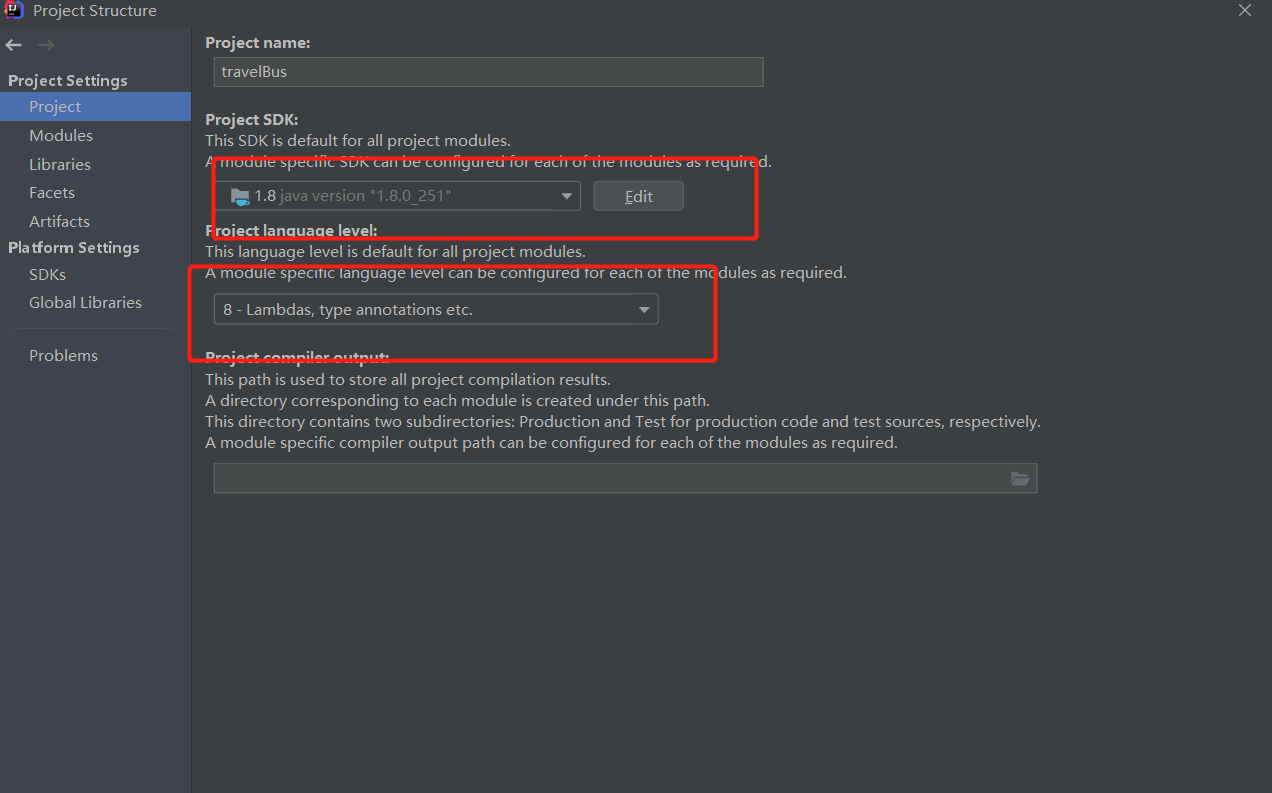 Project Structure
Project Settings
Project
Modules
Libraries
Facets
Artifacts
Platform Settings
SDKs
Global Libraries
Problems
Project name:
travelBus
Project SDK:
This SDK is default for all project modules.
A module specific SDK can be configured for each of the modules as required.
1.8 java version "1.8.0_251"
Edit
Project language level:
This language level is default for all project modules.
A module specific language level can be configured for each of the modules as required.
8 - Lambdas, type annotations etc.
Project compiler output:
This path is used to store all project compilation results.
A directory corresponding to each module is created under this path.
This directory contains two subdirectories: Production and Test for production code and test sources, respectively.
A module specific compiler output path can be configured for each of the modules as required.